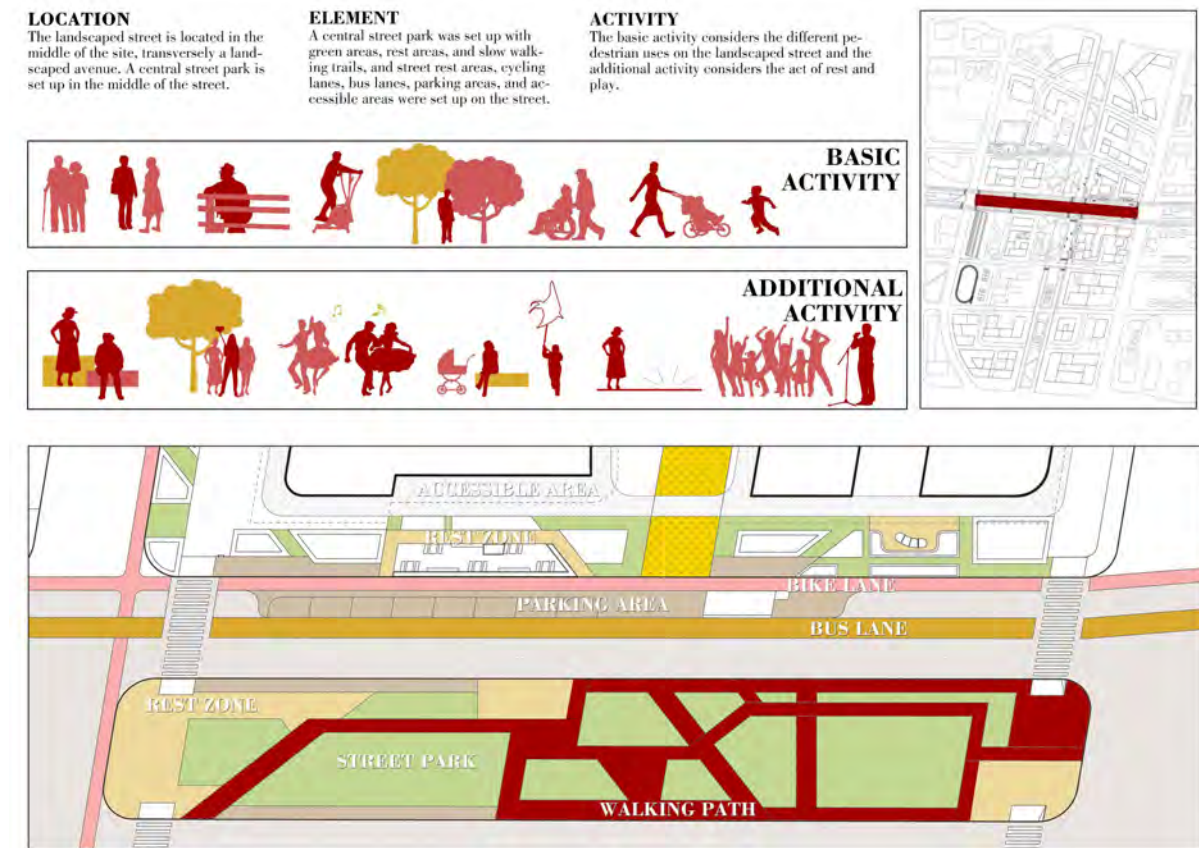 LOCATION
The landscaped street is located in the
middle of the site, transversely a land-
scaped avenue. A central street park is
set up in the middle of the street.
ELEMENT
A central street park was set up with
green areas, rest areas, and slow walk-
ing trails, and street rest areas, cycling
lanes, bus lanes, parking areas, and ac-
cessible areas were set up on the street.
ACTIVITY
The basic activity considers the different pe-
destrian uses on the landscaped street and the
additional activity considers the act of rest and
play.
BASIC
ACTIVITY
ADDITIONAL
ACTIVITY
ACCESSIBLE AREA
REST ZONE
BIKE LANE
PARKING AREA
BUS LANE
REST ZONE
STREET PARK
WALKING PATH